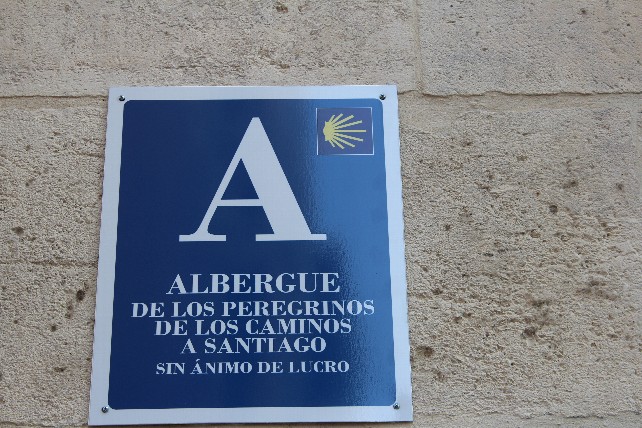 A
ALBERGUE
DE LOS PEREGRINOS
DE LOS CAMINOS
A SANTIAGO
SIN ÁNIMO DE LUCRO